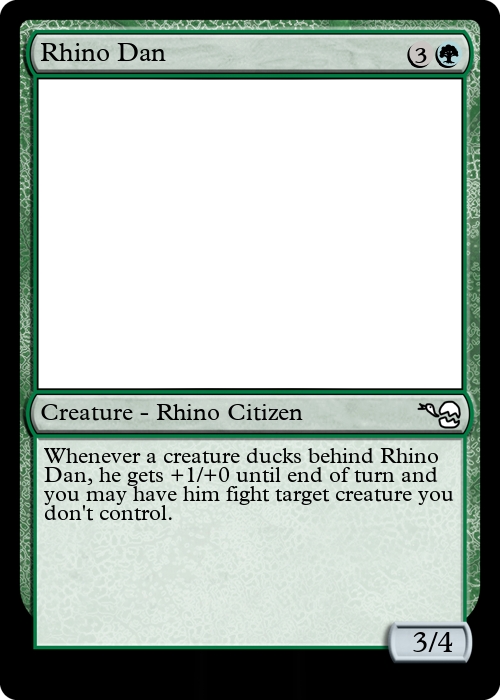 Rhino Dan
3
Creature - Rhino Citizen
Whenever a creature ducks behind Rhino
Dan, he gets +1/+0 until end of turn and
you may have him fight target creature you
don't control.
3/4